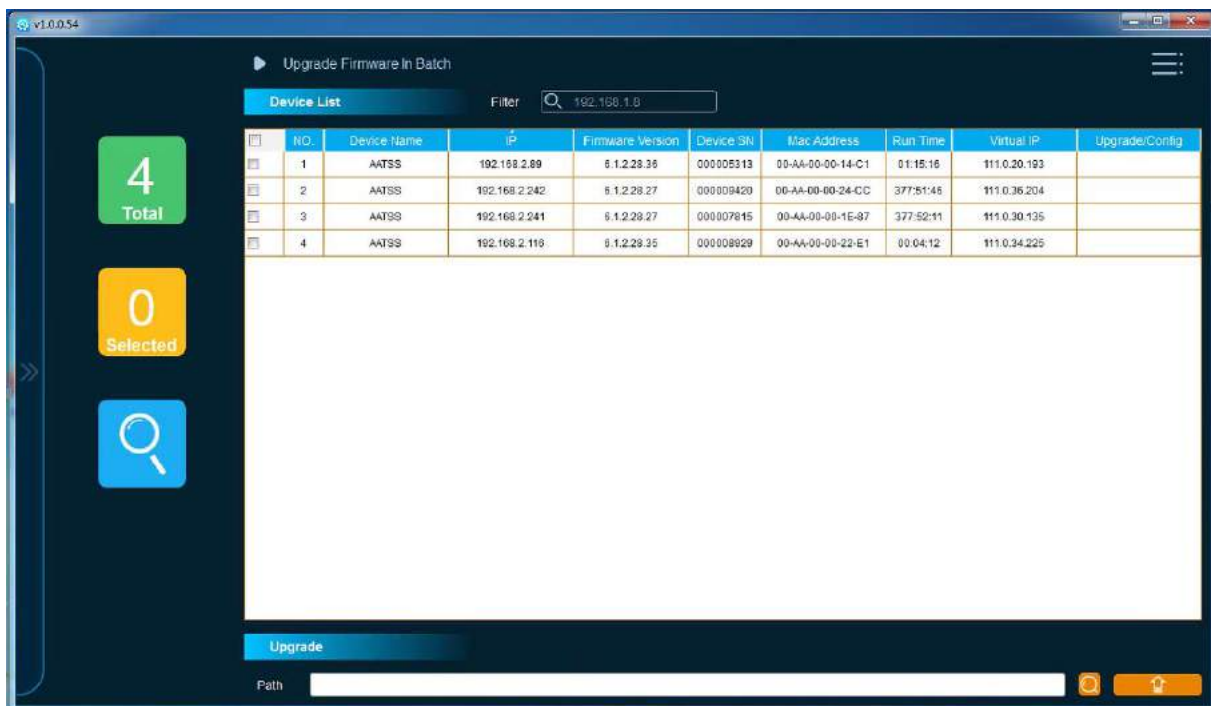 v1.0.0.54
Upgrade Firmware In Batch
Device List Filter 192.168.1.8
NO. Device Name IP Firmware Version Device SN Mac Address Run Time Virtual IP Upgrade/Config
1 AATSS 192.168.2.89 6.1.2.28.36 000005313 00-AA-00-00-14-C1 01:15:16 111.0.20.193
2 AATSS 192.168.2.242 6.1.2.28.27 000009420 00-AA-00-00-24-CC 377:51:46 111.0.36.204
3 AATSS 192.168.2.241 6.1.2.28.27 000007815 00-AA-00-00-1E-87 377:52:11 111.0.30.135
4 AATSS 192.168.2.116 6.1.2.28.35 000008929 00-AA-00-00-22-E1 00:04:12 111.0.34.225
4
Total
0
Selected
Upgrade
Path